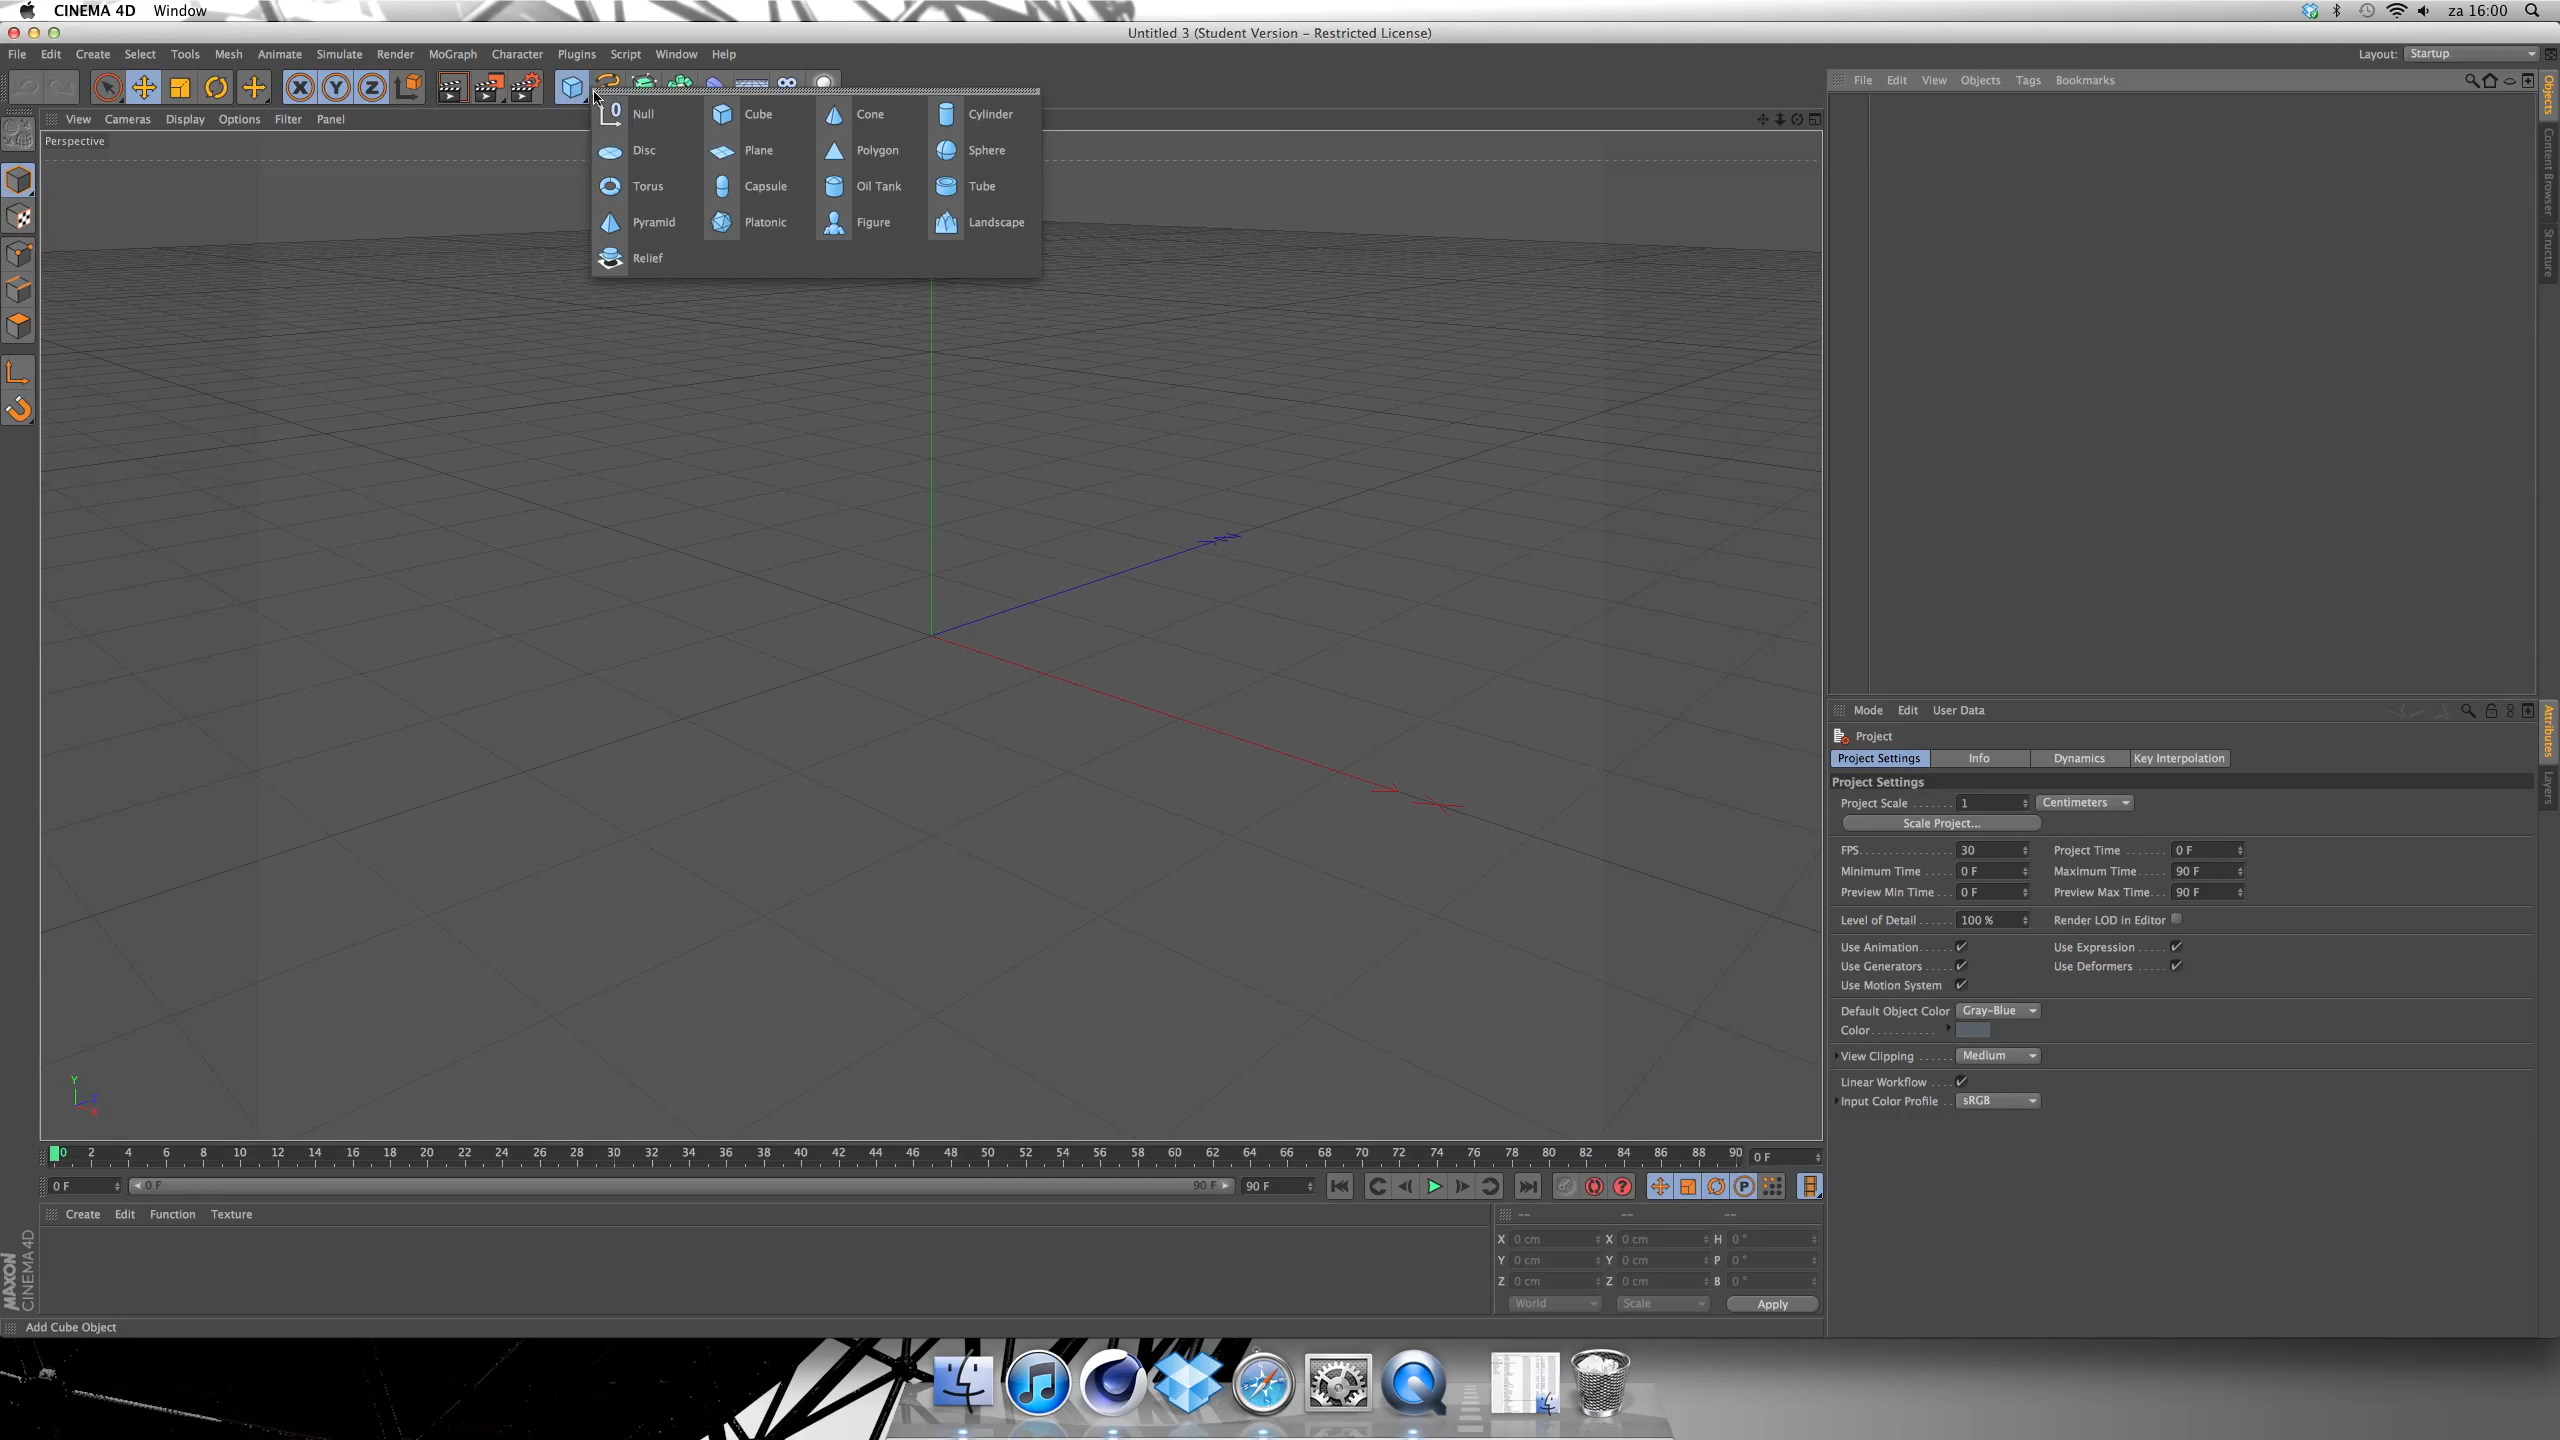 CINEMA 4D Window za 16:00
Untitled 3 (Student Version – Restricted License)
File Edit Create Select Tools Mesh Animate Simulate Render MoGraph Character Plugins Script Window Help Layout: Startup
X Y Z
File Edit View Objects Tags Bookmarks
View Cameras Display Options Filter Panel
Perspective
0 Null Cube Cone Cylinder
Disc Plane Polygon Sphere
Torus Capsule Oil Tank Tube
Pyramid Platonic Figure Landscape
Relief
Objects
Content Browser
Structure
Mode Edit User Data
Attributes
Layers
Project
Project Settings Info Dynamics Key Interpolation
Project Settings
Project Scale ....... 1 Centimeters
Scale Project...
FPS............... 30 Project Time ....... 0 F
Minimum Time ..... 0 F Maximum Time..... 90 F
Preview Min Time... 0 F Preview Max Time... 90 F
Level of Detail ...... 100 % Render LOD in Editor
Use Animation...... Use Expression .....
Use Generators .... Use Deformers .....
Use Motion System
Default Object Color Gray-Blue
Color............
View Clipping ...... Medium
Linear Workflow ....
Input Color Profile .. sRGB
Y
Z
X
0 2 4 6 8 10 12 14 16 18 20 22 24 26 28 30 32 34 36 38 40 42 44 46 48 50 52 54 56 58 60 62 64 66 68 70 72 74 76 78 80 82 84 86 88 90 0 F
0 F 0 F 90 F 90 F ? P
Create Edit Function Texture -- -- --
X 0 cm X 0 cm H 0 °
Y 0 cm Y 0 cm P 0 °
Z 0 cm Z 0 cm B 0 °
World Scale Apply
MAXON
CINEMA 4D
Add Cube Object